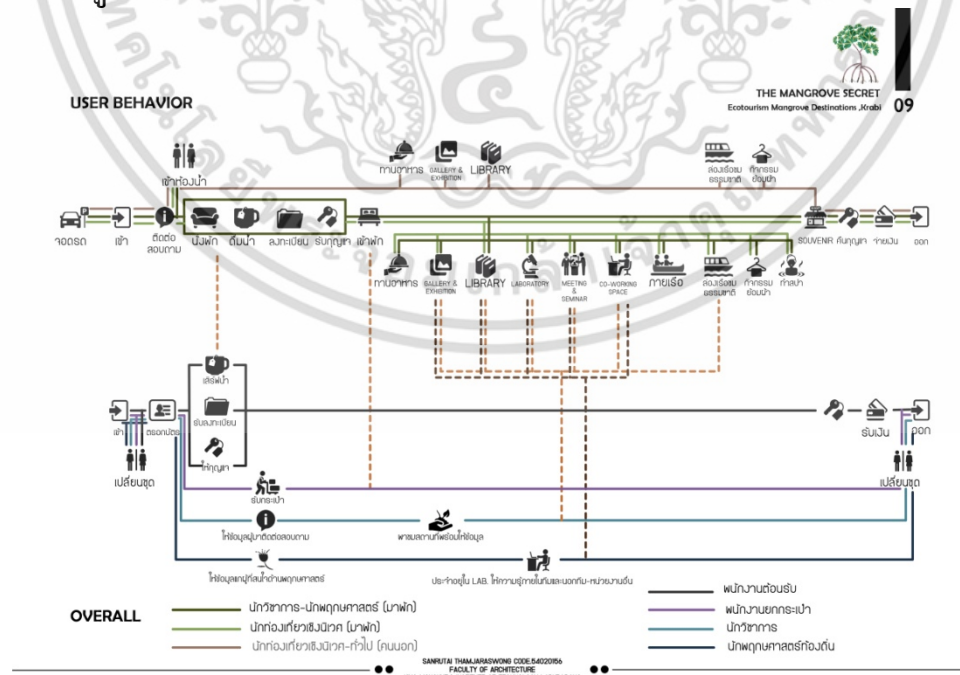 THE MANGROVE SECRET
Ecotourism Mangrove Destinations ,Krabi
09
USER BEHAVIOR
เข้าห้องน้ำ
ทานอาหาร
GALLERY & EXHIBITION
LIBRARY
ล่องเรือชมธรรมชาติ
กิจกรรมย้อมผ้า
จอดรถ
เข้า
ติดต่อสอบถาม
นั่งพัก
ดื่มน้ำ
ลงทะเบียน
รับกุญแจ
เข้าพัก
SOUVENIR
คืนกุญแจ
จ่ายเงิน
ออก
ทานอาหาร
GALLERY & EXHIBITION
LIBRARY
LABORATORY
MEETING & SEMINAR
CO-WORKING SPACE
พายเรือ
ล่องเรือชมธรรมชาติ
กิจกรรมย้อมผ้า
ทำสปา
เสิร์ฟน้ำ
เข้า
ตรอกบัตร
รับลงทะเบียน
ให้กุญแจ
รับเงิน
ออก
เปลี่ยนชุด
เปลี่ยนชุด
รับกระเป๋า
ให้ข้อมูลผู้มาติดต่อสอบถาม
พาชมสถานที่พร้อมให้ข้อมูล
ให้ข้อมูลแก่ผู้ที่สนใจด้านพฤกษศาสตร์
ประจำอยู่ใน LAB. ให้ความรู้ภายในทีมและนอกทีม-หน่วยงานอื่น
OVERALL
นักวิชาการ-นักพฤกษศาสตร์ (มาพัก)
นักท่องเที่ยวเชิงนิเวศ (มาพัก)
นักท่องเที่ยวเชิงนิเวศ-ทั่วไป (คนนอก)
พนักงานต้อนรับ
พนักงานยกกระเป๋า
นักวิชาการ
นักพฤกษศาสตร์ท้องถิ่น
SANRUTAI THAMJARASWONG CODE.54020156
FACULTY OF ARCHITECTURE